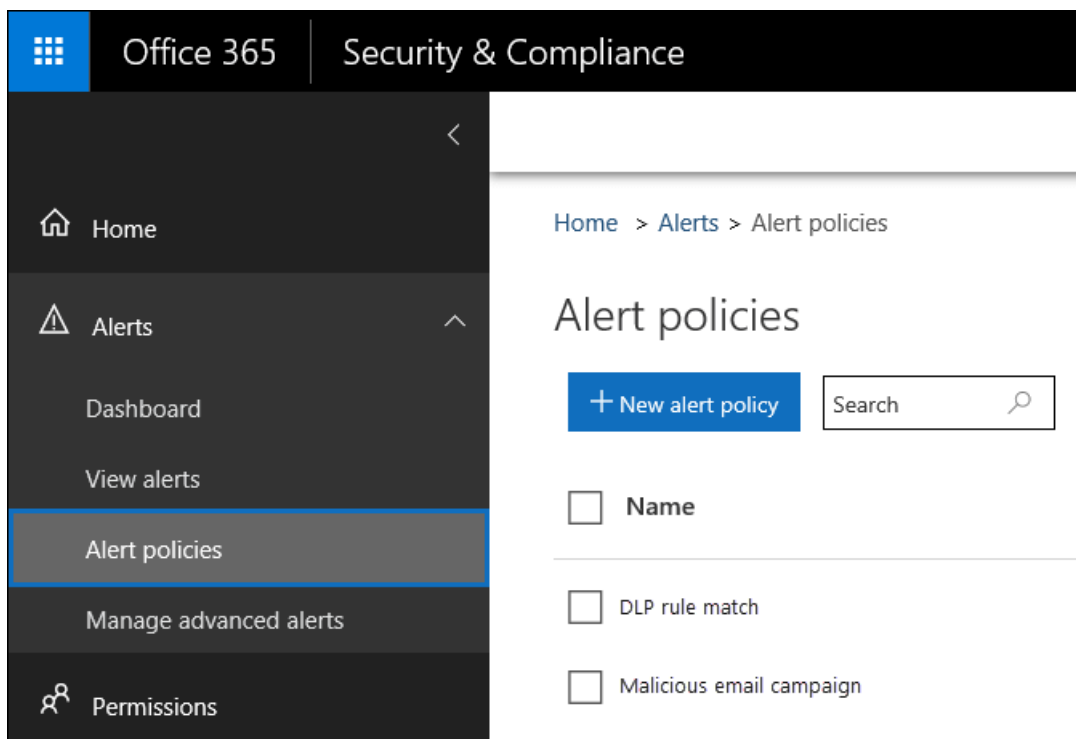 Office 365
Security & Compliance
Home
Alerts
Dashboard
View alerts
Alert policies
Manage advanced alerts
Permissions
Home > Alerts > Alert policies
Alert policies
+ New alert policy
Search
Name
DLP rule match
Malicious email campaign